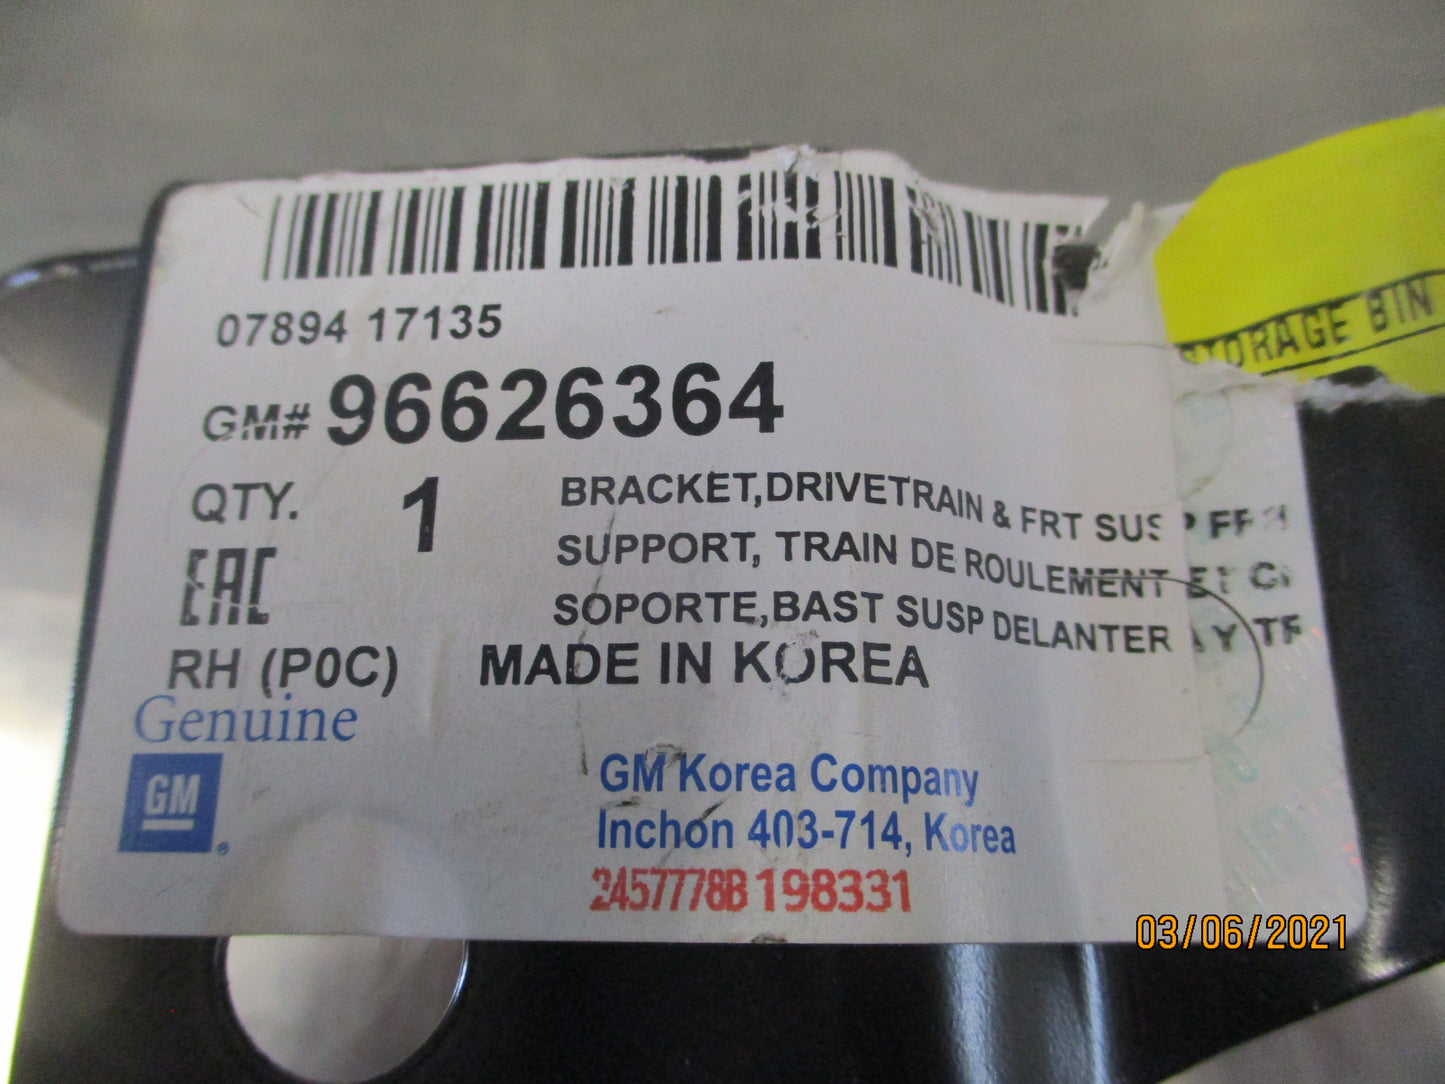 07894 17135
GM# 96626364
QTY. 1
BRACKET,DRIVETRAIN & FRT SUSP
SUPPORT, TRAIN DE ROULEMENT
SOPORTE,BAST SUSP DELANTER
Y
EAC
RH (P0C) MADE IN KOREA
Genuine
GM
GM Korea Company
Inchon 403-714, Korea
2457778B 198331
STORAGE BIN
03/06/2021